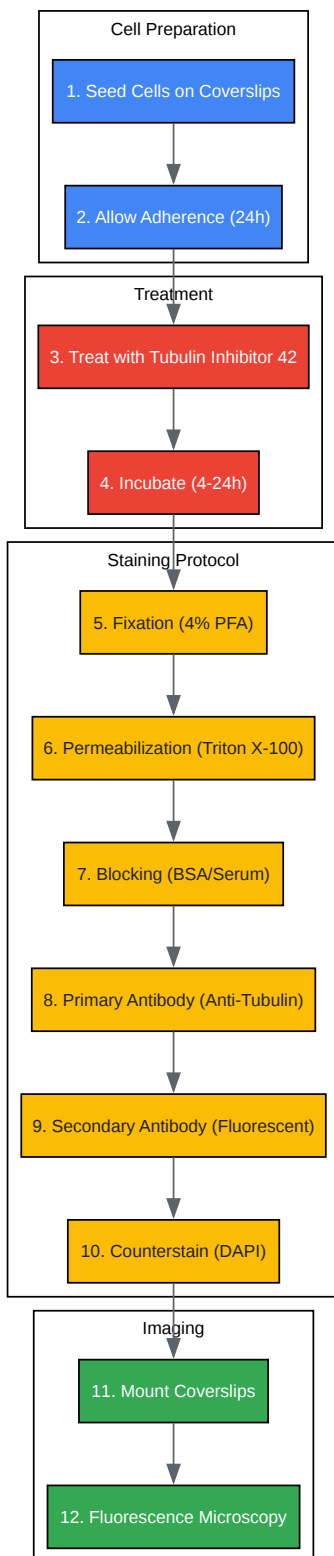 Cell Preparation
1. Seed Cells on Coverslips
2. Allow Adherence (24h)
Treatment
3. Treat with Tubulin Inhibitor 42
4. Incubate (4-24h)
Staining Protocol
5. Fixation (4% PFA)
6. Permeabilization (Triton X-100)
7. Blocking (BSA/Serum)
8. Primary Antibody (Anti-Tubulin)
9. Secondary Antibody (Fluorescent)
10. Counterstain (DAPI)
Imaging
11. Mount Coverslips
12. Fluorescence Microscopy